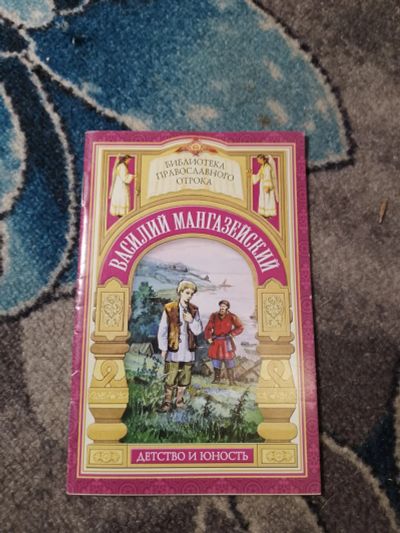 БИБЛИОТЕКА
ПРАВОСЛАВНОГО
ОТРОКА
ВАСИЛИЙ МАНГАЗЕЙСКИЙ
ДЕТСТВО И ЮНОСТЬ